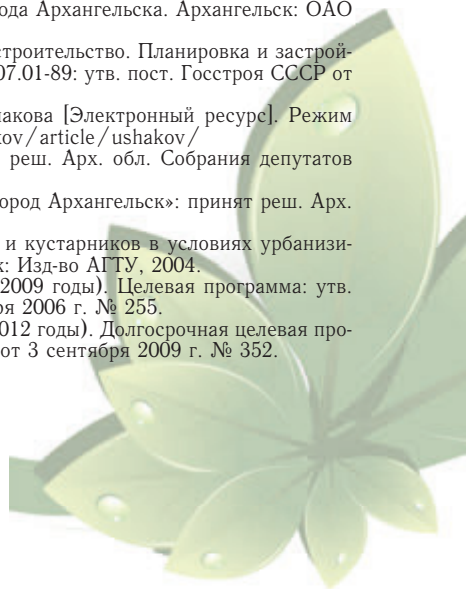 ода Архангельска. Архангельск: ОАО
строительство. Планировка и застрой-
07.01-89: утв. пост. Госстроя СССР от
шакова [Электронный ресурс]. Режим
kov/article/ushakov/
реш. Арх. обл. Собрания депутатов
ород Архангельск»: принят реш. Арх.
и кустарников в условиях урбанизи-
к: Изд-во АГТУ, 2004.
2009 годы). Целевая программа: утв.
ря 2006 г. № 255.
012 годы). Долгосрочная целевая про-
от 3 сентября 2009 г. № 352.